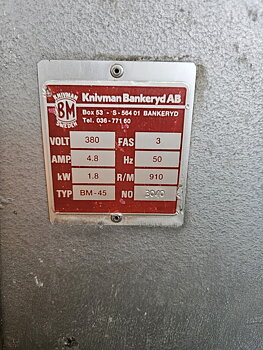 KNIVMAN
BM
SWEDEN
Knivman Bankeryd AB
Box 53 - S - 564 01 BANKERYD
Tel. 036-771 60
VOLT 380 FAS 3
AMP. 4.8 Hz 50
kW 1.8 R/M 910
TYP BM-45 NO